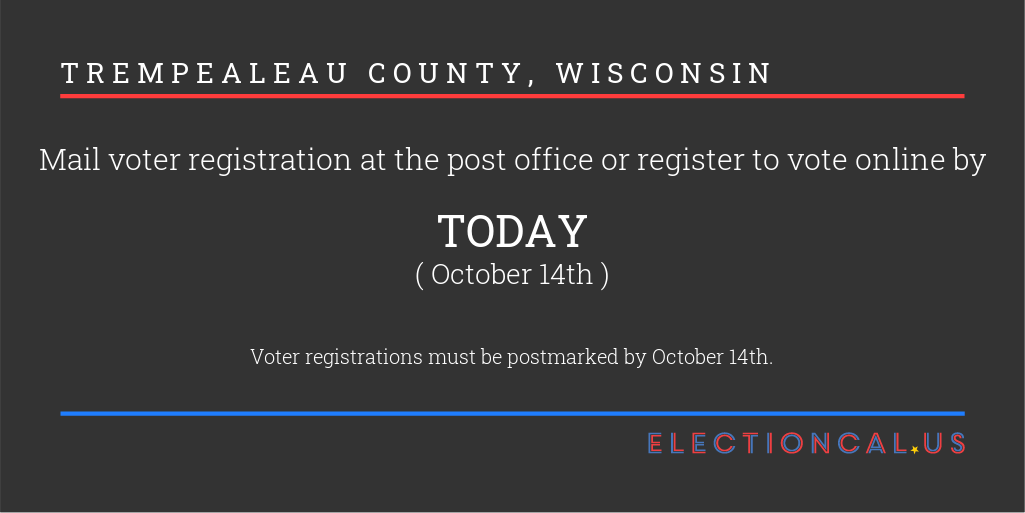 TREMPEALEAU COUNTY, WISCONSIN
Mail voter registration at the post office or register to vote online by
TODAY
( October 14th )
Voter registrations must be postmarked by October 14th.
ELECTIONCAL.US